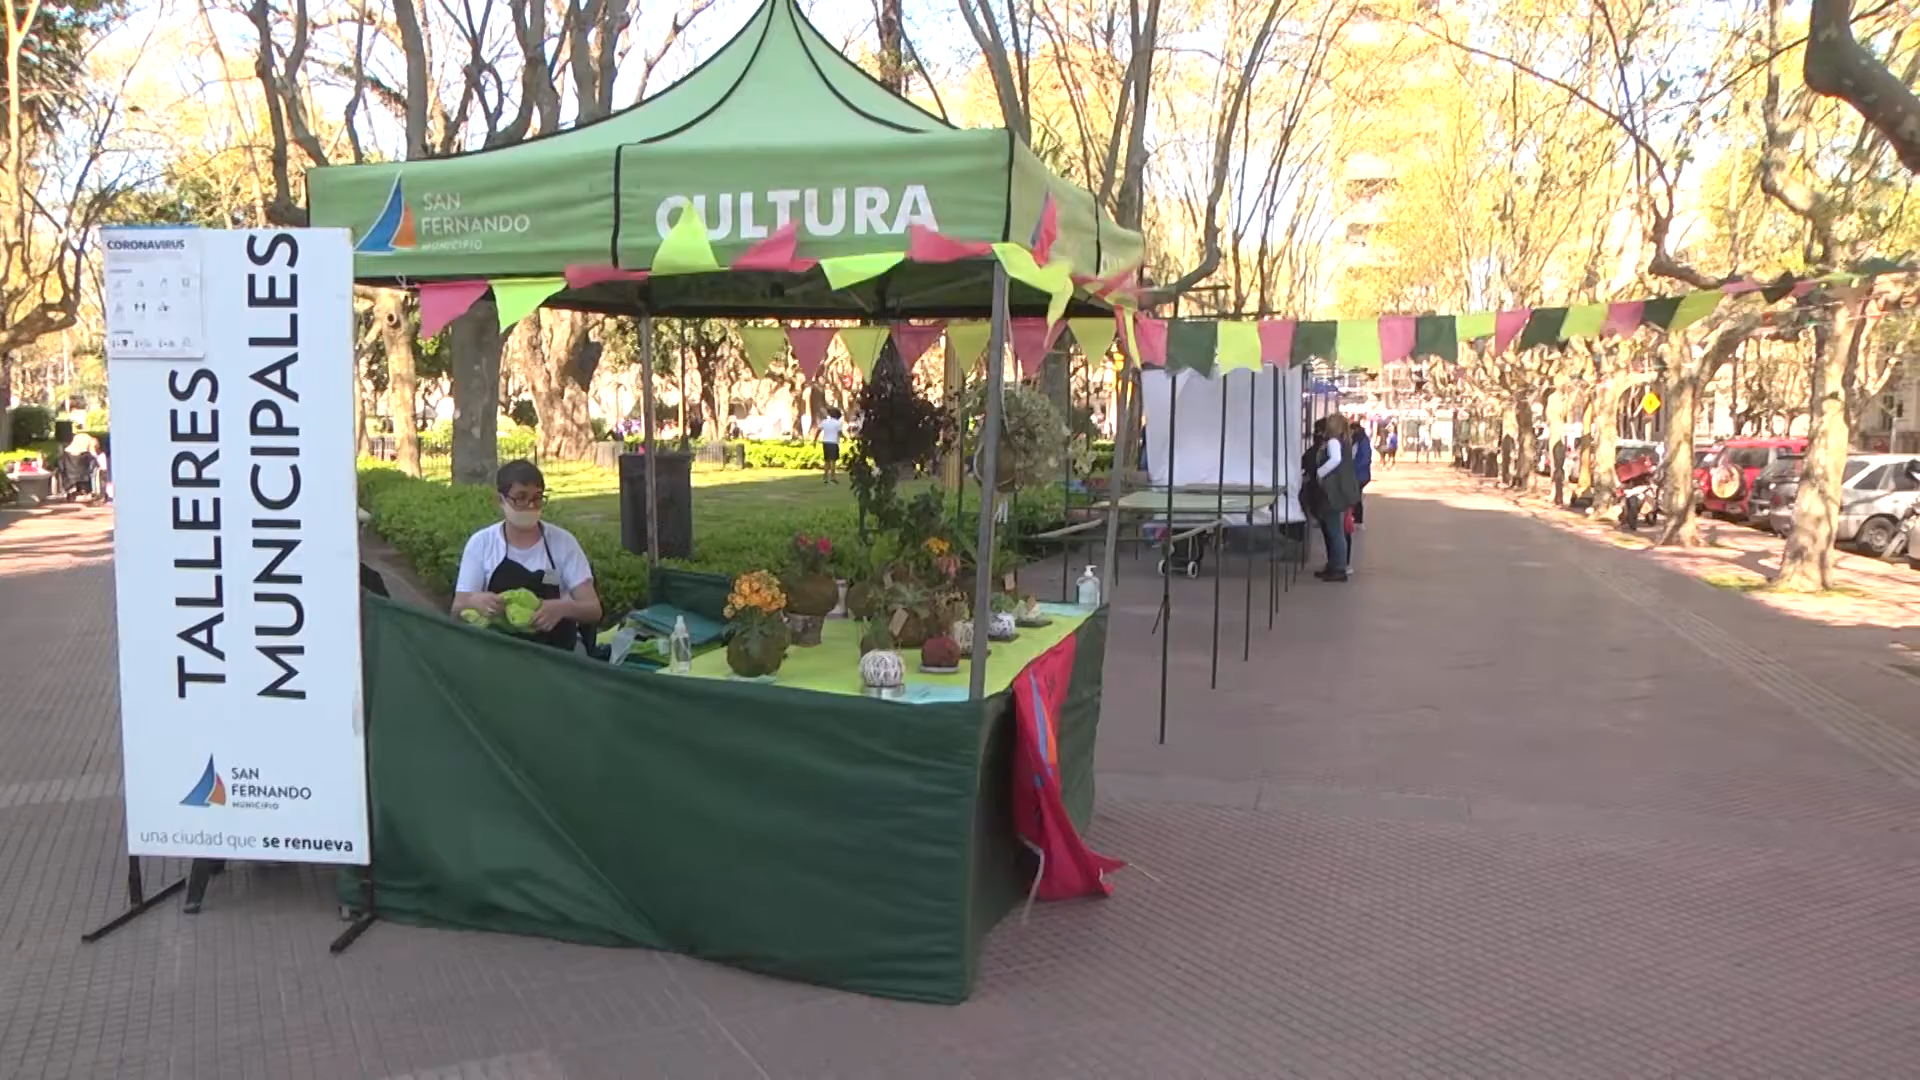 CORONAVIRUS
TALLERES
MUNICIPALES
SAN
FERNANDO
MUNICIPIO
una ciudad que se renueva
SAN
FERNANDO
MUNICIPIO
CULTURA